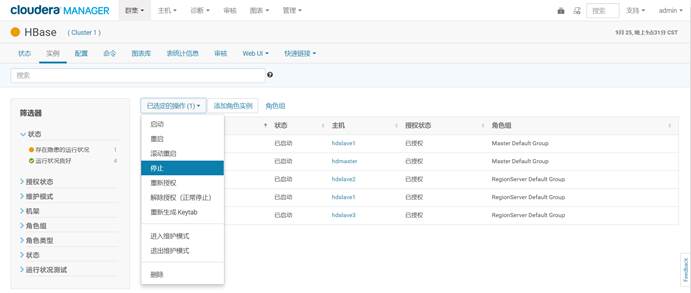 cloudera MANAGER 群集 主机 诊断 审核 图表 管理 搜索 支持 admin
HBase (Cluster 1) 9月 25, 晚上9点31分 CST
状态 实例 配置 命令 图表库 表统计信息 审核 Web UI 快速链接
搜索
筛选器
状态
存在隐患的运行状况 1
运行状况良好 4
授权状态
维护模式
机架
角色组
角色类型
状态
运行状况测试
已选定的操作 (1) 添加角色实例 角色组
启动
重启
滚动重启
停止
重新授权
解除授权（正常停止）
重新生成 Keytab
进入维护模式
退出维护模式
删除
状态 主机 授权状态 角色组
已启动 hdslave1 已授权 Master Default Group
已启动 hdmaster 已授权 Master Default Group
已启动 hdslave2 已授权 RegionServer Default Group
已启动 hdslave1 已授权 RegionServer Default Group
已启动 hdslave3 已授权 RegionServer Default Group
Feedback